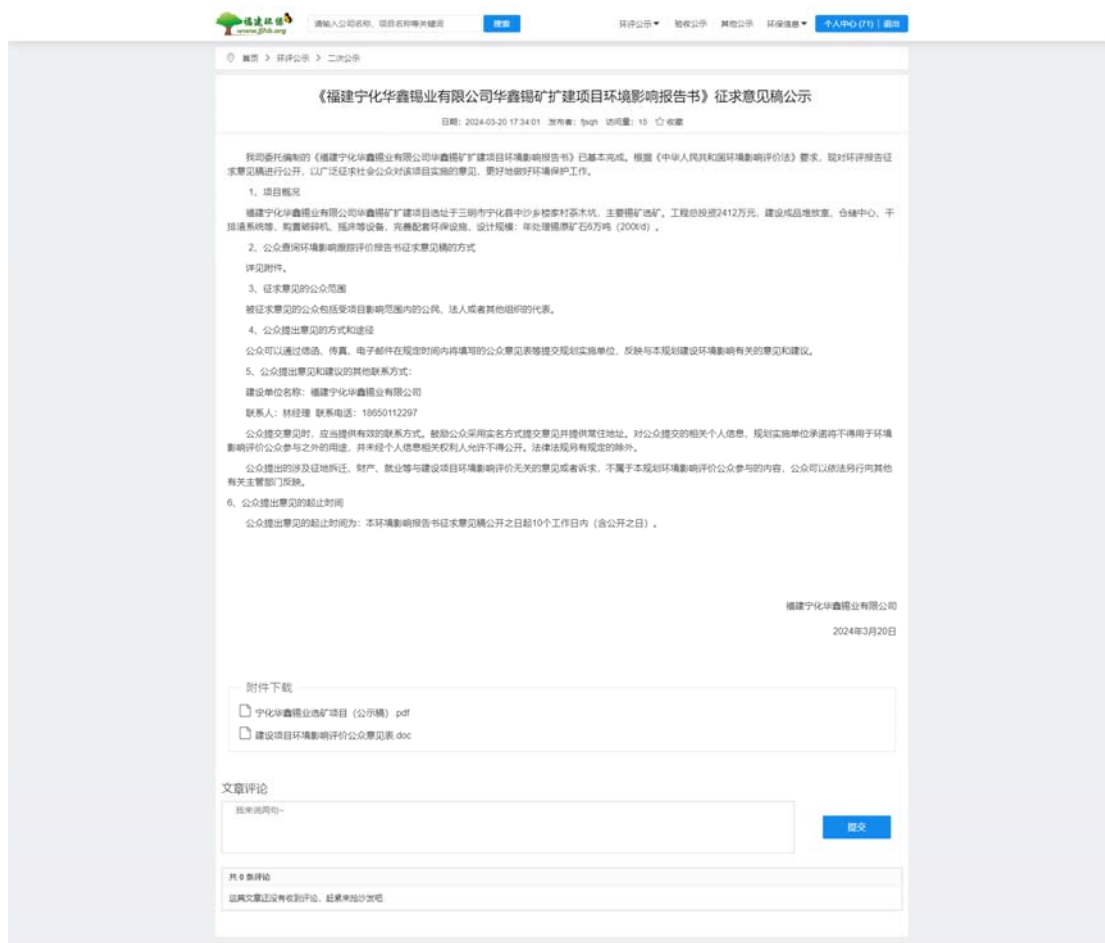 福建环保
www.fjhb.org
请输入公司名称、项目名称等关键词
搜索
环评公示 验收公示 其他公示 环保信息 个人中心(71) | 退出
首页 > 环评公示 > 二次公示
《福建宁化华鑫锡业有限公司华鑫锡矿扩建项目环境影响报告书》征求意见稿公示
日期：2024-03-20 17:34:01 发布者：fjsqh 访问量：15 收藏
我司委托编制的《福建宁化华鑫锡业有限公司华鑫锡矿扩建项目环境影响报告书》已基本完成。根据《中华人民共和国环境影响评价法》要求，现对环评报告征
求意见稿进行公开，以广泛征求社会公众对该项目实施的意见，更好地做好环境保护工作。
1、项目概况
福建宁化华鑫锡业有限公司华鑫锡矿扩建项目选址于三明市宁化县中沙乡楼家村茶木坑，主要锡矿选矿。工程总投资2412万元，建设成品堆放室、仓储中心、干
排渣系统等，购置破碎机、摇床等设备，完善配套环保设施，设计规模：年处理锡原矿石6万吨（200t/d）。
2、公众查阅环境影响跟踪评价报告书征求意见稿的方式
详见附件。
3、征求意见的公众范围
被征求意见的公众包括受项目影响范围内的公民、法人或者其他组织的代表。
4、公众提出意见的方式和途径
公众可以通过信函、传真、电子邮件在规定时间内将填写的公众意见表等提交规划实施单位，反映与本规划建设环境影响有关的意见和建议。
5、公众提出意见和建议的其他联系方式：
建设单位名称：福建宁化华鑫锡业有限公司
联系人：林经理 联系电话：18650112297
公众提交意见时，应当提供有效的联系方式。鼓励公众采用实名方式提交意见并提供常住地址。对公众提交的相关个人信息，规划实施单位承诺将不得用于环境
影响评价公众参与之外的用途，并未经个人信息相关权利人允许不得公开。法律法规另有规定的除外。
公众提出的涉及征地拆迁、财产、就业等与建设项目环境影响评价无关的意见或者诉求，不属于本规划环境影响评价公众参与的内容，公众可以依法另行向其他
有关主管部门反映。
6、公众提出意见的起止时间
公众提出意见的起止时间为：本环境影响报告书征求意见稿公开之日起10个工作日内（含公开之日）。
福建宁化华鑫锡业有限公司
2024年3月20日
附件下载
宁化华鑫锡业选矿项目（公示稿）.pdf
建设项目环境影响评价公众意见表.doc
文章评论
我来说两句~
提交
共 0 条评论
这篇文章还没有收到评论，赶紧来抢沙发吧